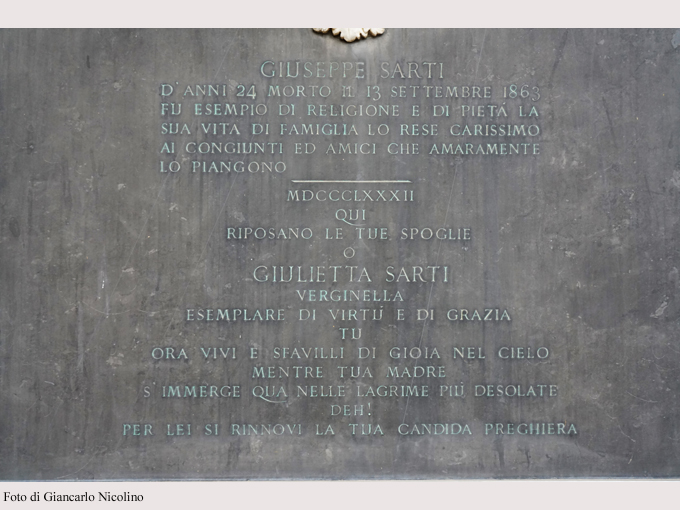 GIUSEPPE SARTI
D'ANNI 24 MORTO IL 13 SETTEMBRE 1863
FU ESEMPIO DI RELIGIONE E DI PIETÁ LA
SUA VITA DI FAMIGLIA LO RESE CARISSIMO
AI CONGIUNTI ED AMICI CHE AMARAMENTE
LO PIANGONO
MDCCCLXXXII
QUI
RIPOSANO LE TUE SPOGLIE
O
GIULIETTA SARTI
VERGINELLA
ESEMPLARE DI VIRTÚ E DI GRAZIA
TU
ORA VIVI E SFAVILLI DI GIOIA NEL CIELO
MENTRE TUA MADRE
S'IMMERGE QUA NELLE LAGRIME PIÚ DESOLATE
DEH!
PER LEI SI RINNOVI LA TUA CANDIDA PREGHIERA
Foto di Giancarlo Nicolino